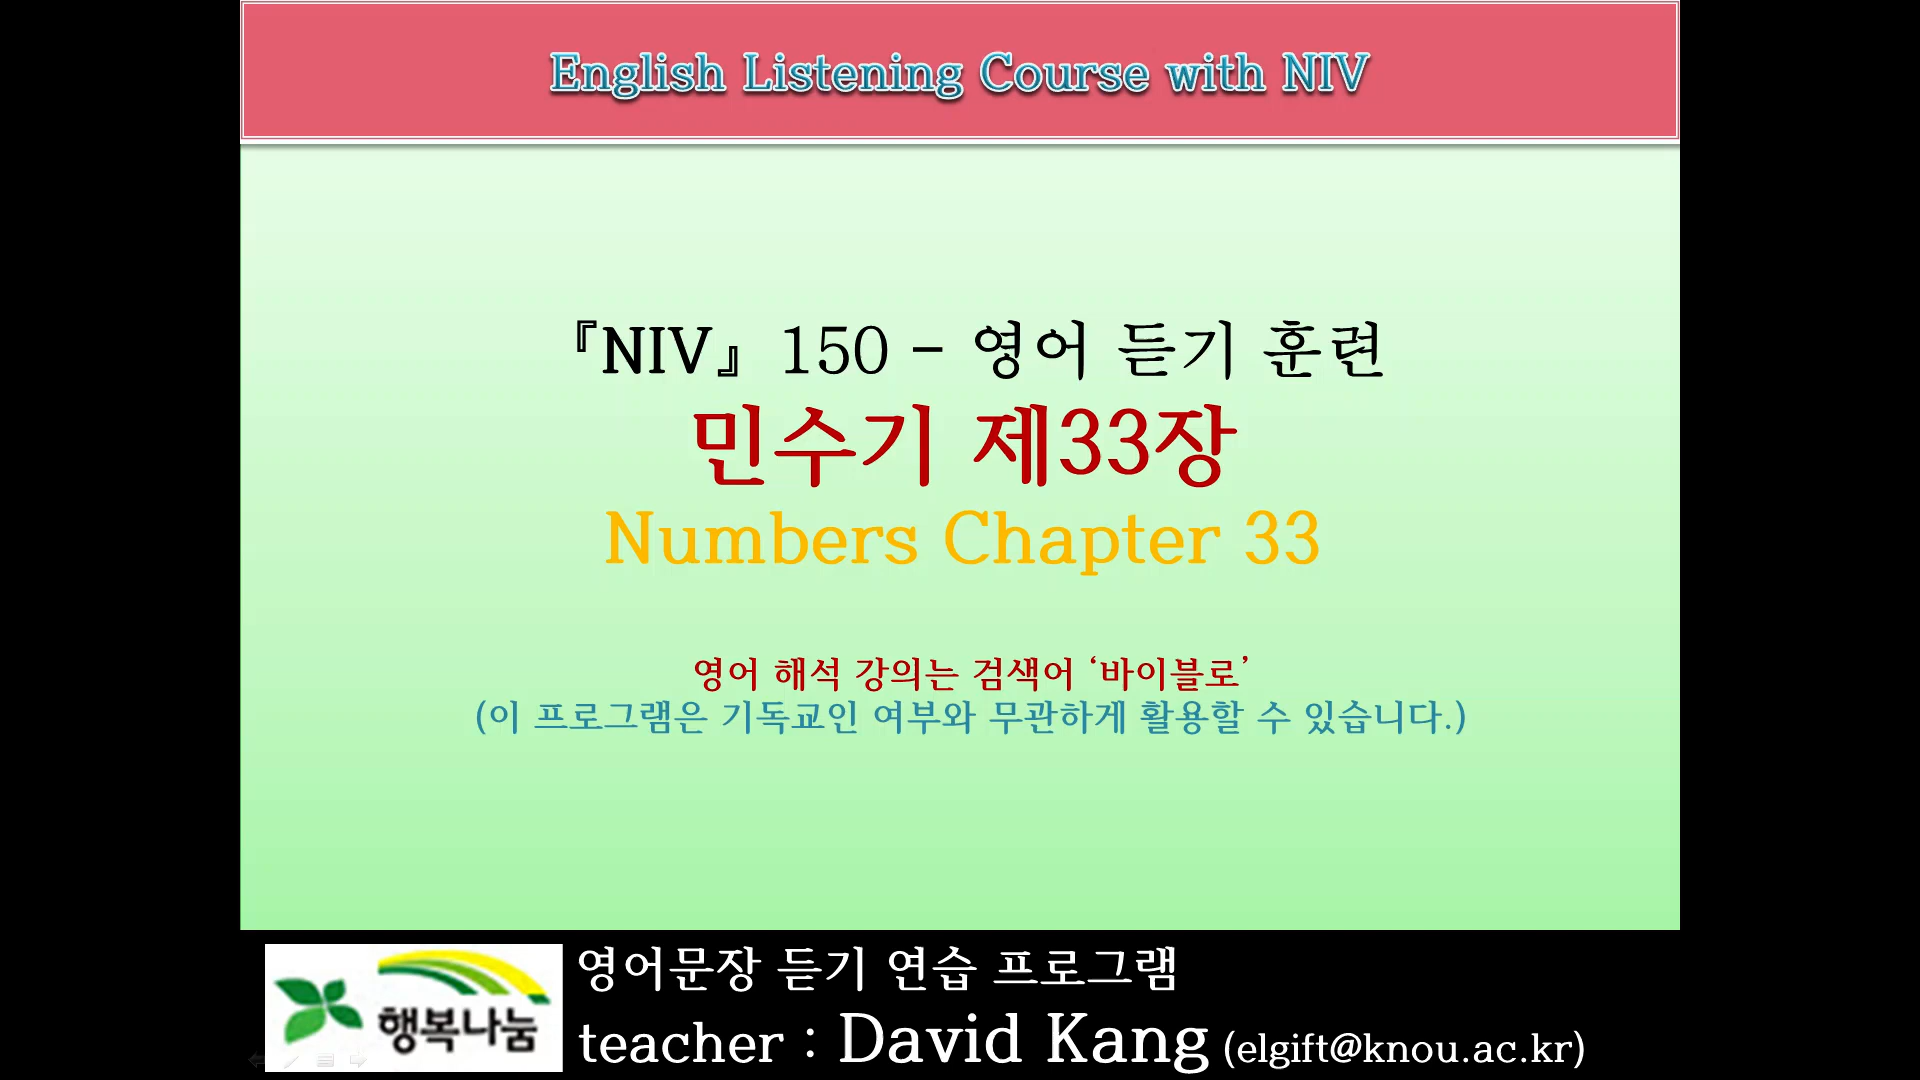 English Listening Course with NIV
『NIV』 150 - 영어 듣기 훈련
민수기 제33장
Numbers Chapter 33
영어 해석 강의는 검색어 ‘바이블로’
(이 프로그램은 기독교인 여부와 무관하게 활용할 수 있습니다.)
행복나눔
영어문장 듣기 연습 프로그램
teacher : David Kang (elgift@knou.ac.kr)